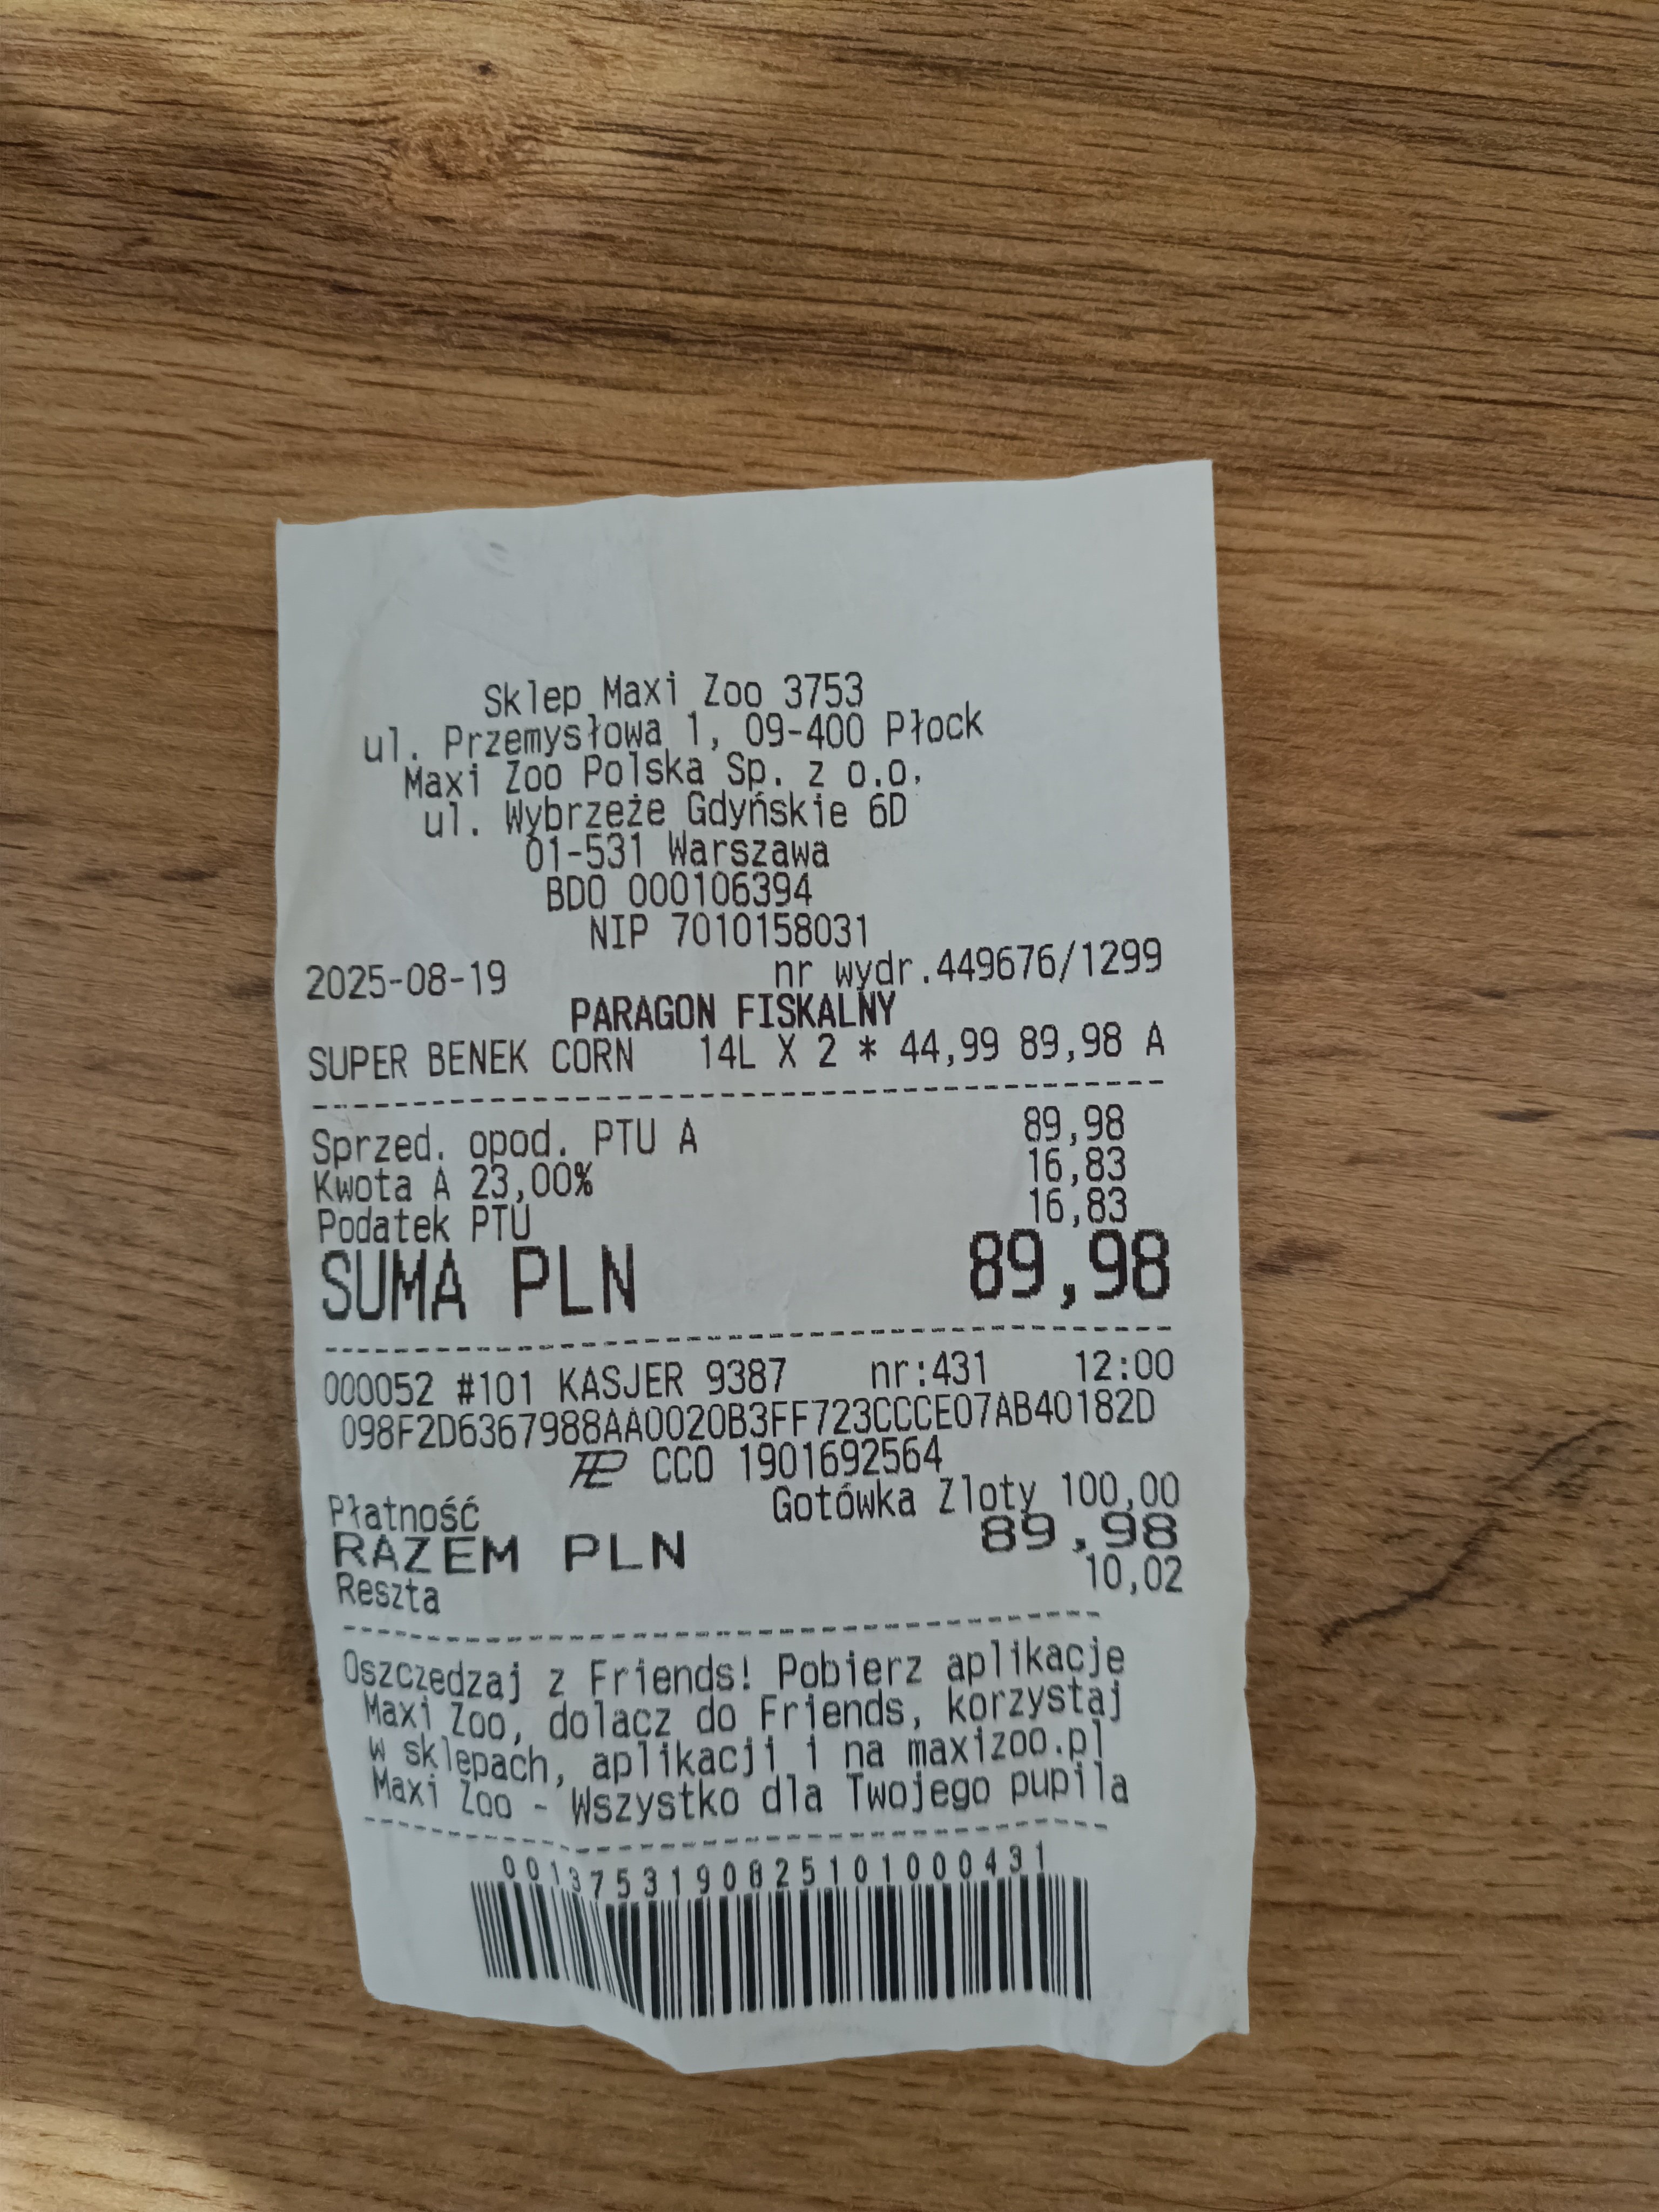 Sklep Maxi Zoo 3753
ul. Przemysłowa 1, 09-400 Płock
Maxi Zoo Polska Sp. z o.o.
ul. Wybrzeże Gdyńskie 6D
01-531 Warszawa
BDO 000106394
NIP 7010158031
2025-08-19 nr wydr.449676/1299
PARAGON FISKALNY
SUPER BENEK CORN 14L X 2 * 44,99 89,98 A
Sprzed. opod. PTU A 89,98
Kwota A 23,00% 16,83
Podatek PTU 16,83
SUMA PLN 89,98
000052 #101 KASJER 9387 nr:431 12:00
098F2D6367988AA0020B3FF723CCCE07AB40182D
CCO 1901692564
Płatność Gotówka Zloty 100,00
RAZEM PLN 89,98
Reszta 10,02
Oszczedzaj z Friends! Pobierz aplikacje
Maxi Zoo, dolacz do Friends, korzystaj
w sklepach, aplikacji i na maxizoo.pl
Maxi Zoo - Wszystko dla Twojego pupila
0013753190825101000431